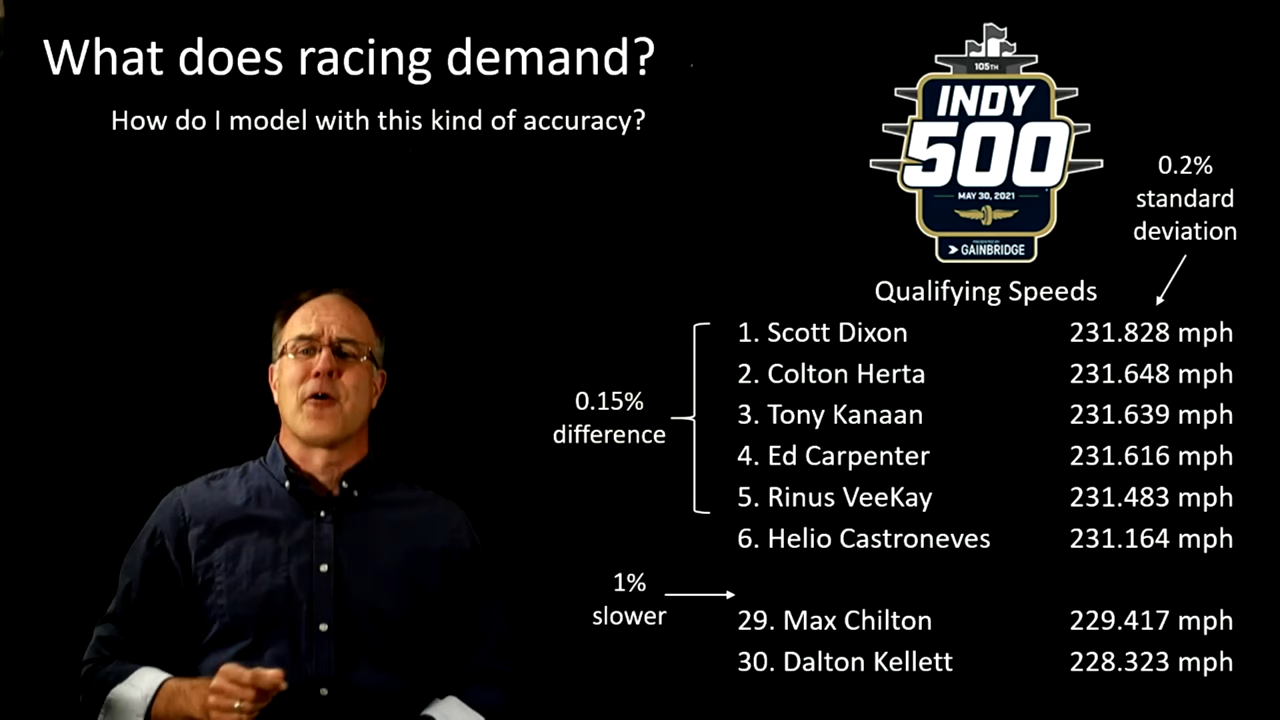 What does racing demand?
How do I model with this kind of accuracy?
105TH
INDY
500
MAY 30, 2021
PRESENTED BY
GAINBRIDGE
0.2%
standard
deviation
Qualifying Speeds
1. Scott Dixon 231.828 mph
2. Colton Herta 231.648 mph
3. Tony Kanaan 231.639 mph
4. Ed Carpenter 231.616 mph
5. Rinus VeeKay 231.483 mph
6. Helio Castroneves 231.164 mph
0.15%
difference
1%
slower
29. Max Chilton 229.417 mph
30. Dalton Kellett 228.323 mph